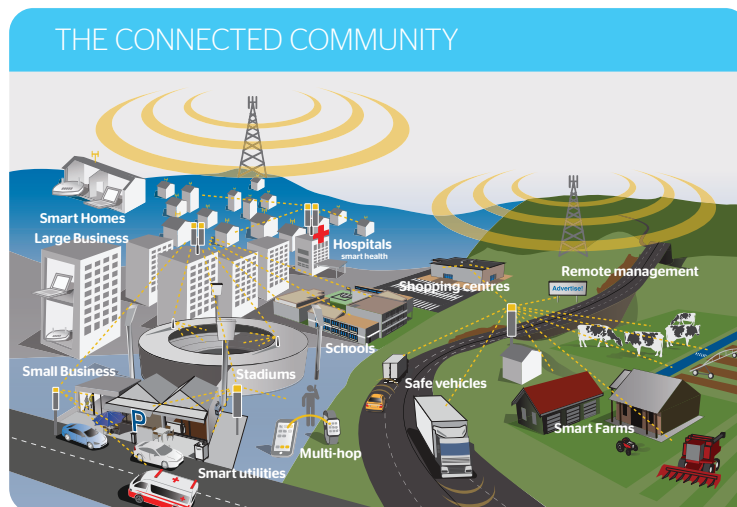 THE CONNECTED COMMUNITY
Smart Homes
Large Business
Hospitals
smart health
Remote management
Shopping centres
Advertise!
Schools
Small Business
Stadiums
Safe vehicles
P
Smart Farms
Multi-hop
Smart utilities